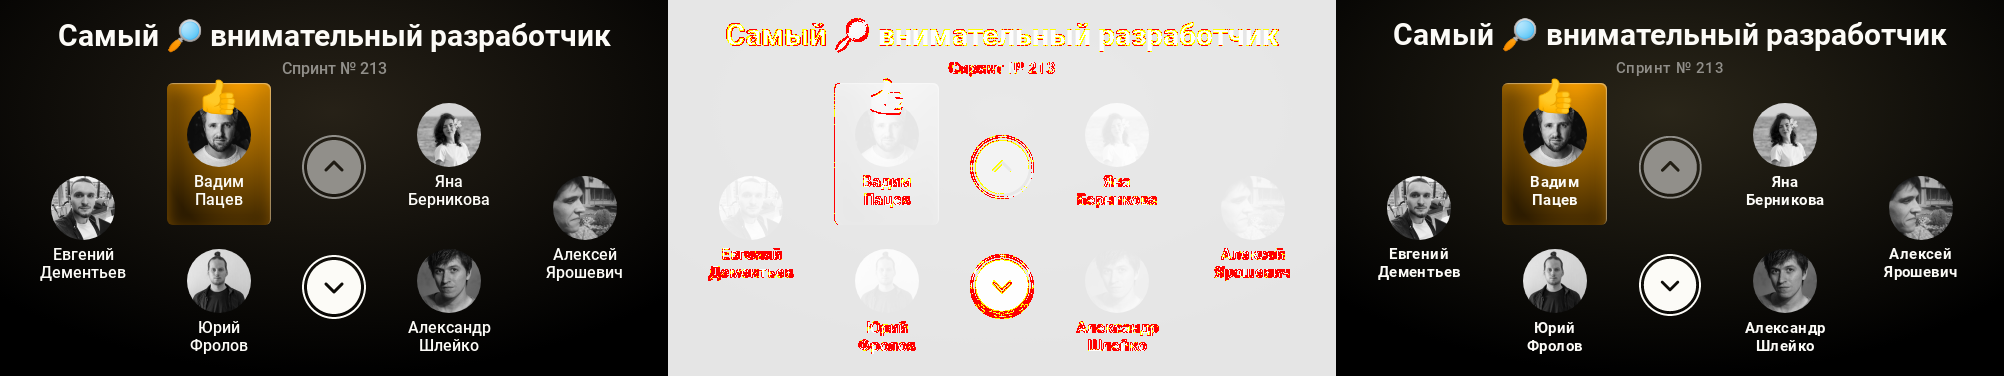 Самый 🔎 внимательный разработчик
Спринт № 213
Вадим
Пацев
Яна
Берникова
Евгений
Дементьев
Алексей
Ярошевич
Юрий
Фролов
Александр
Шлейко
Самый 🔎 внимательный разработчик
Спринт № 213
Вадим
Пацев
Яна
Берникова
Евгений
Дементьев
Алексей
Ярошевич
Юрий
Фролов
Александр
Шлейко
Самый 🔎 внимательный разработчик
Спринт № 213
Вадим
Пацев
Яна
Берникова
Евгений
Дементьев
Алексей
Ярошевич
Юрий
Фролов
Александр
Шлейко